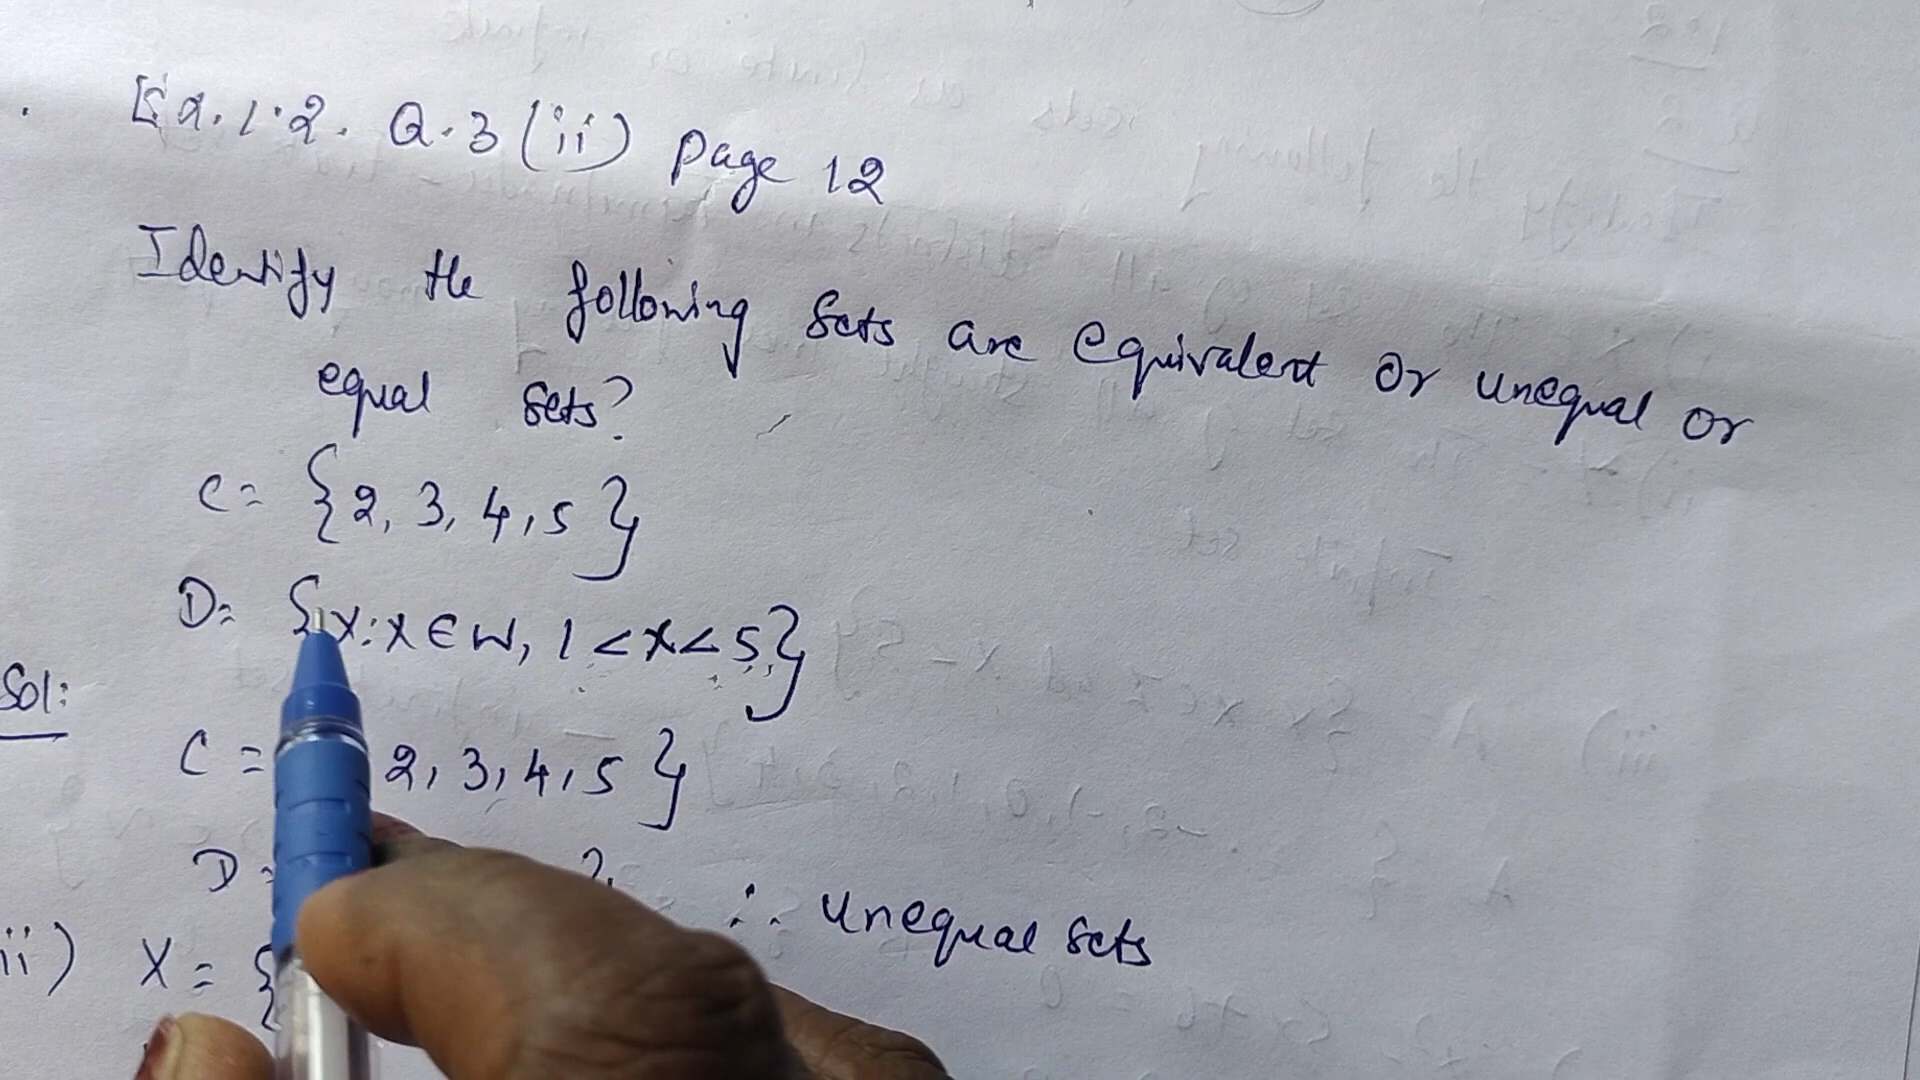 Ex.1.2. Q.3 (ii) Page 12
Identify the following Sets are equivalent or unequal or
equal sets?
C = {2, 3, 4, 5}
D = {x : x ∈ W, 1 < x < 5}
Sol:
C = 2, 3, 4, 5}
D = ∴ unequal sets
ii) X = {